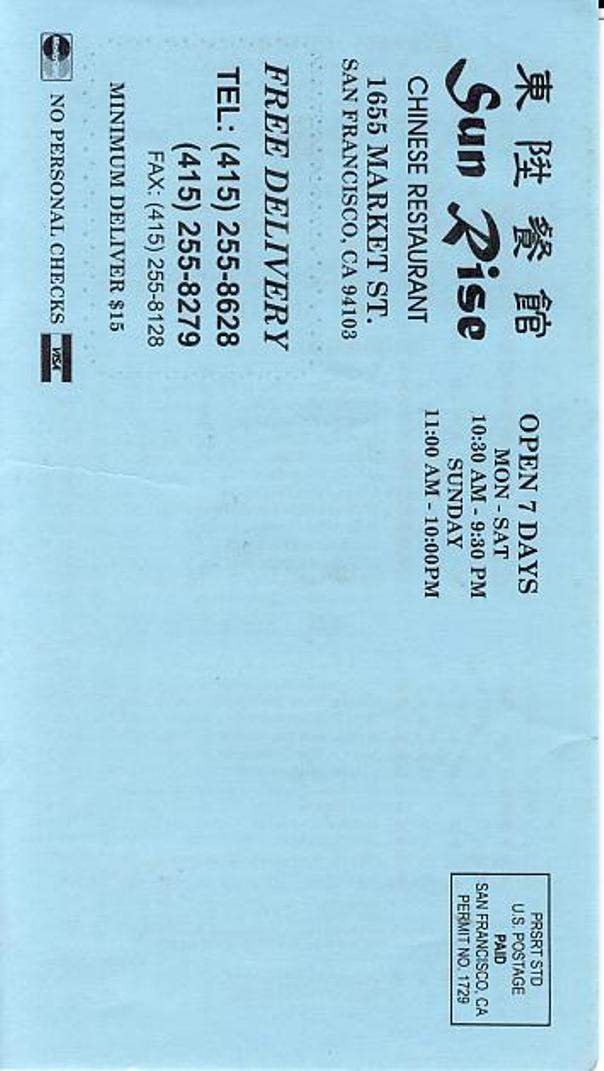 東陞餐館
Sun Rise
CHINESE RESTAURANT
1655 MARKET ST.
SAN FRANCISCO, CA 94103
FREE DELIVERY
TEL: (415) 255-8628
(415) 255-8279
FAX: (415) 255-8128
MINIMUM DELIVER $15
NO PERSONAL CHECKS
VISA
OPEN 7 DAYS
MON - SAT
10:30 AM - 9:30 PM
SUNDAY
11:00 AM - 10:00PM
PRSRT STD
U.S. POSTAGE
PAID
SAN FRANCISCO, CA
PERMIT NO. 1729